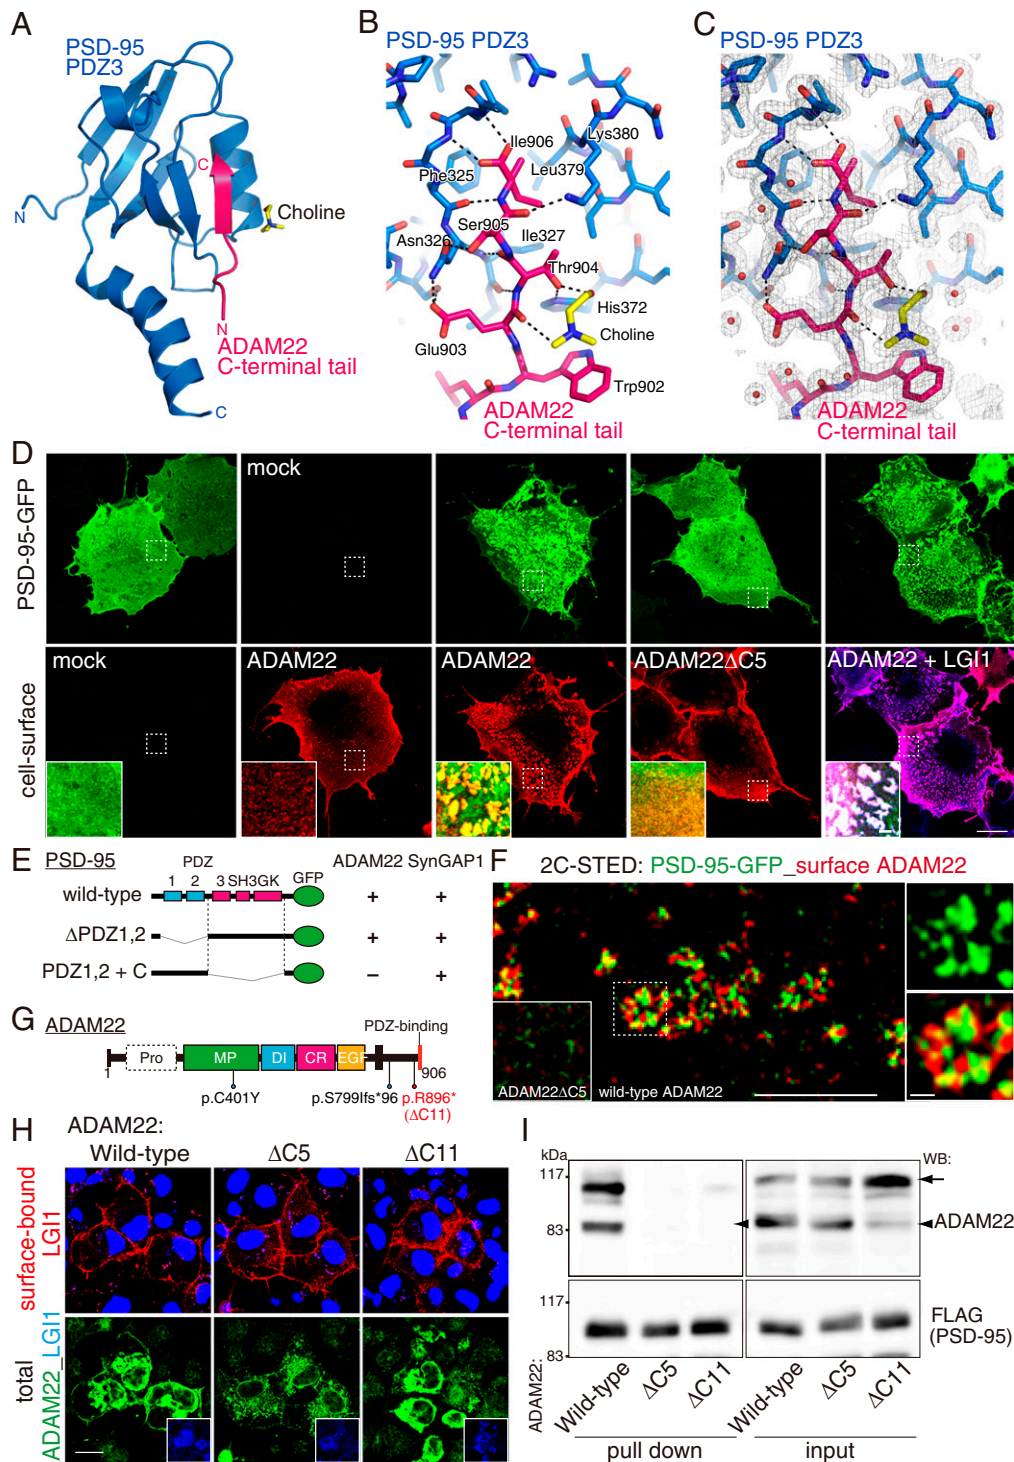 A
PSD-95
PDZ3
C
N
Choline
N
ADAM22
C-terminal tail
C
B
PSD-95 PDZ3
Ile906
Lys380
Phe325
Leu379
Ser905
Asn326
Ile327
Thr904
His372
Choline
Glu903
Trp902
ADAM22
C-terminal tail
C
PSD-95 PDZ3
ADAM22
C-terminal tail
D
PSD-95-GFP
mock
cell-surface
mock
ADAM22
ADAM22
ADAM22ΔC5
ADAM22 + LGI1
E
PSD-95
PDZ
1 2 3 SH3GK GFP
ADAM22 SynGAP1
wild-type + +
ΔPDZ1,2 + +
PDZ1,2 + C − +
F
2C-STED: PSD-95-GFP_surface ADAM22
ADAM22ΔC5
wild-type ADAM22
G
ADAM22
PDZ-binding
Pro MP DI CR EGF
1
906
p.C401Y
p.S799Ifs*96
p.R896*
(ΔC11)
H
ADAM22:
Wild-type ΔC5 ΔC11
surface-bound
LGI1
total
ADAM22_LGI1
I
kDa
WB:
117
83
ADAM22
117
83
FLAG
(PSD-95)
ADAM22:
Wild-type ΔC5 ΔC11 Wild-type ΔC5 ΔC11
pull down input